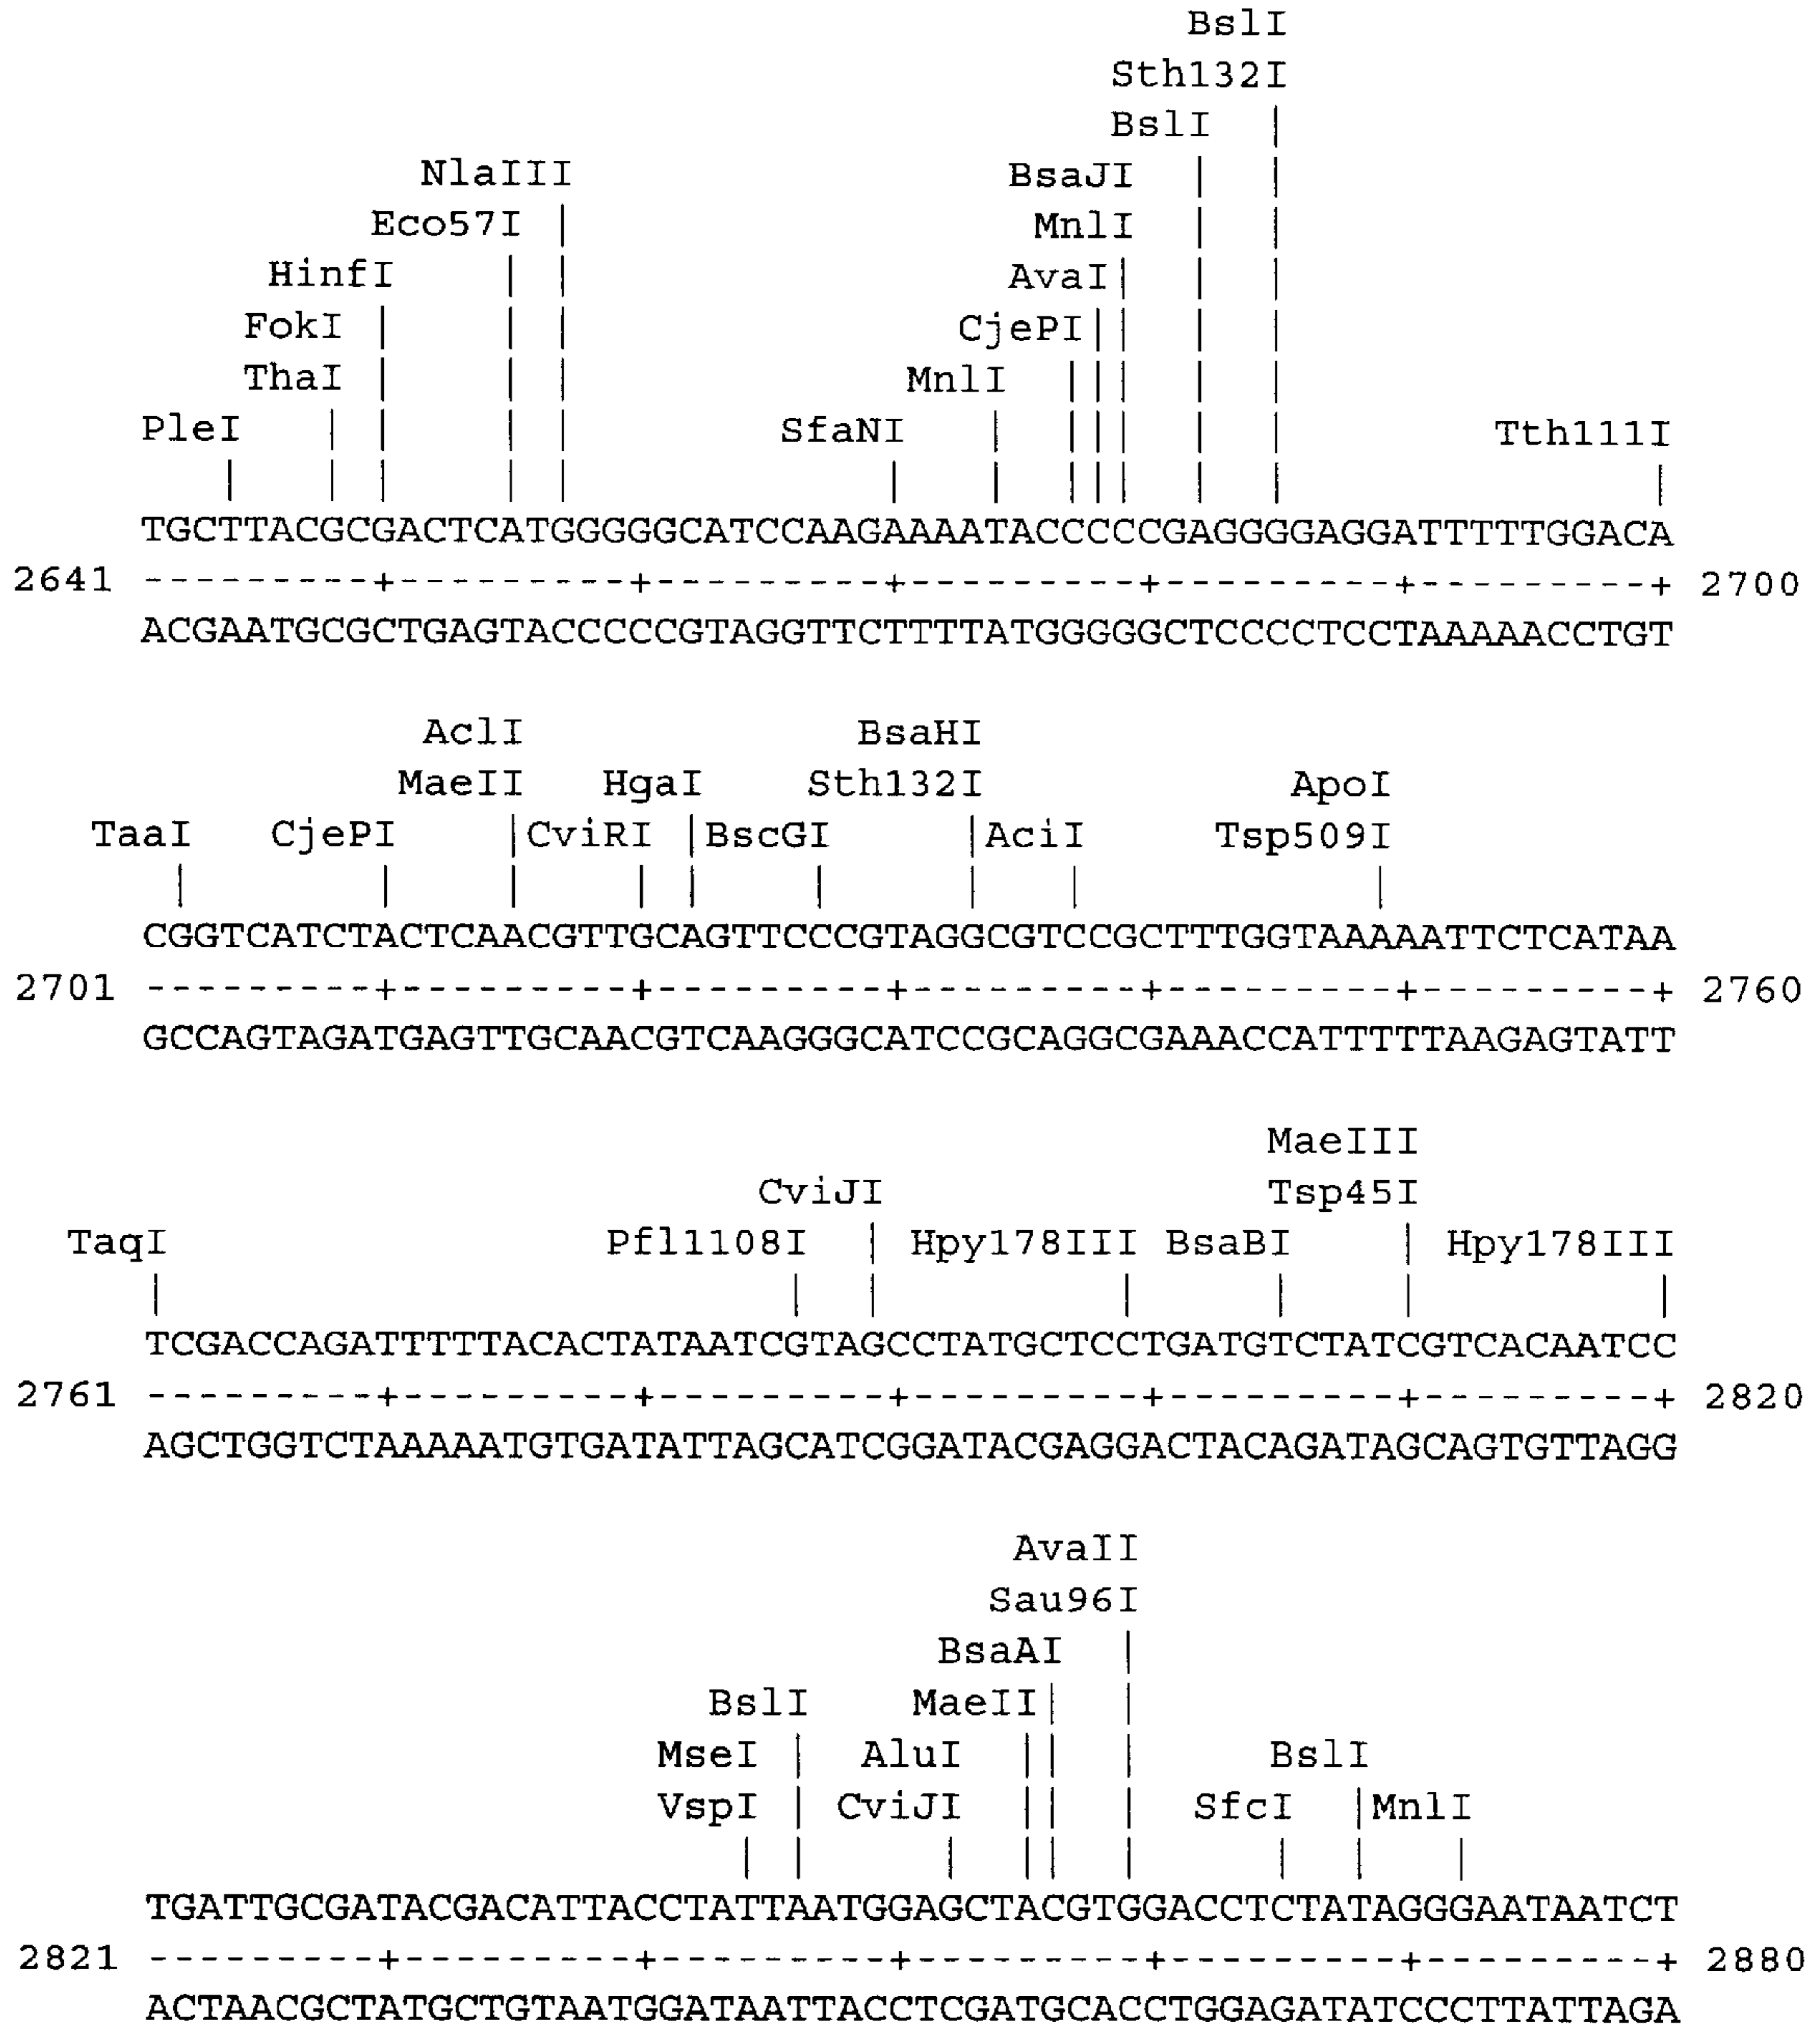 BslI
Sth132I
BslI
NlaIII BsaJI
Eco57I MnlI
HinfI AvaI
FokI CjePI
ThaI MnlI
PleI SfaNI Tth111I
TGCTTACGCGACTCATGGGGGCATCCAAGAAAATACCCCCGAGGGGAGGATTTTTGGACA
2641 ---------+---------+---------+---------+---------+---------+ 2700
ACGAATGCGCTGAGTACCCCCGTAGGTTCTTTTATGGGGGCTCCCCTCCTAAAAACCTGT
AclI BsaHI
MaeII HgaI Sth132I ApoI
TaaI CjePI CviRI BscGI AciI Tsp509I
CGGTCATCTACTCAACGTTGCAGTTCCCGTAGGCGTCCGCTTTGGTAAAAATTCTCATAA
2701 ---------+---------+---------+---------+---------+---------+ 2760
GCCAGTAGATGAGTTGCAACGTCAAGGGCATCCGCAGGCGAAACCATTTTTAAGAGTATT
MaeIII
CviJI Tsp45I
TaqI Pfl1108I Hpy178III BsaBI Hpy178III
TCGACCAGATTTTTACACTATAATCGTAGCCTATGCTCCTGATGTCTATCGTCACAATCC
2761 ---------+---------+---------+---------+---------+---------+ 2820
AGCTGGTCTAAAAATGTGATATTAGCATCGGATACGAGGACTACAGATAGCAGTGTTAGG
AvaII
Sau96I
BsaAI
BslI MaeII
MseI AluI BslI
VspI CviJI SfcI MnlI
TGATTGCGATACGACATTACCTATTAATGGAGCTACGTGGACCTCTATAGGGAATAATCT
2821 ---------+---------+---------+---------+---------+---------+ 2880
ACTAACGCTATGCTGTAATGGATAATTACCTCGATGCACCTGGAGATATCCCTTATTAGA